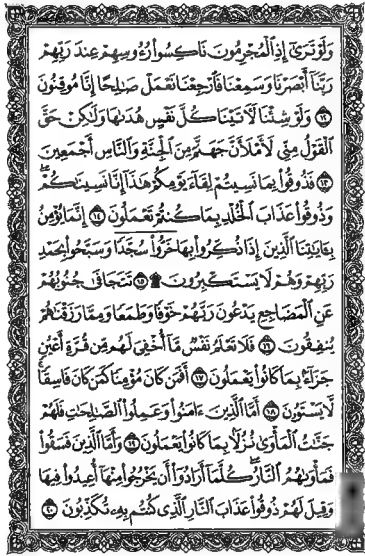 وَلَوْ تَرَىٰٓ إِذِ ٱلْمُجْرِمُونَ نَاكِسُوا۟ رُءُوسِهِمْ عِندَ رَبِّهِمْ
رَبَّنَآ أَبْصَرْنَا وَسَمِعْنَا فَٱرْجِعْنَا نَعْمَلْ صَٰلِحًا إِنَّا مُوقِنُونَ
١٢ وَلَوْ شِئْنَا لَءَاتَيْنَا كُلَّ نَفْسٍ هُدَىٰهَا وَلَٰكِنْ حَقَّ
ٱلْقَوْلُ مِنِّى لَأَمْلَأَنَّ جَهَنَّمَ مِنَ ٱلْجِنَّةِ وَٱلنَّاسِ أَجْمَعِينَ
١٣ فَذُوقُوا۟ بِمَا نَسِيتُمْ لِقَآءَ يَوْمِكُمْ هَٰذَآ إِنَّا نَسِينَٰكُمْ ۖ
وَذُوقُوا۟ عَذَابَ ٱلْخُلْدِ بِمَا كُنتُمْ تَعْمَلُونَ ١٤ إِنَّمَا يُؤْمِنُ
بِـَٔايَٰتِنَا ٱلَّذِينَ إِذَا ذُكِّرُوا۟ بِهَا خَرُّوا۟ سُجَّدًا وَسَبَّحُوا۟ بِحَمْدِ
رَبِّهِمْ وَهُمْ لَا يَسْتَكْبِرُونَ ۩ ١٥ تَتَجَافَىٰ جُنُوبُهُمْ
عَنِ ٱلْمَضَاجِعِ يَدْعُونَ رَبَّهُمْ خَوْفًا وَطَمَعًا وَمِمَّا رَزَقْنَٰهُمْ
يُنفِقُونَ ١٦ فَلَا تَعْلَمُ نَفْسٌ مَّآ أُخْفِىَ لَهُم مِّن قُرَّةِ أَعْيُنٍ
جَزَآءًۢ بِمَا كَانُوا۟ يَعْمَلُونَ ١٧ أَفَمَن كَانَ مُؤْمِنًا كَمَن كَانَ فَاسِقًا ۚ
لَّا يَسْتَوُۥنَ ١٨ أَمَّا ٱلَّذِينَ ءَامَنُوا۟ وَعَمِلُوا۟ ٱلصَّٰلِحَٰتِ فَلَهُمْ
جَنَّٰتُ ٱلْمَأْوَىٰ نُزُلًۢا بِمَا كَانُوا۟ يَعْمَلُونَ ١٩ وَأَمَّا ٱلَّذِينَ فَسَقُوا۟
فَمَأْوَىٰهُمُ ٱلنَّارُ ۖ كُلَّمَآ أَرَادُوٓا۟ أَن يَخْرُجُوا۟ مِنْهَآ أُعِيدُوا۟ فِيهَا
وَقِيلَ لَهُمْ ذُوقُوا۟ عَذَابَ ٱلنَّارِ ٱلَّذِى كُنتُم بِهِۦ تُكَذِّبُونَ ٢٠